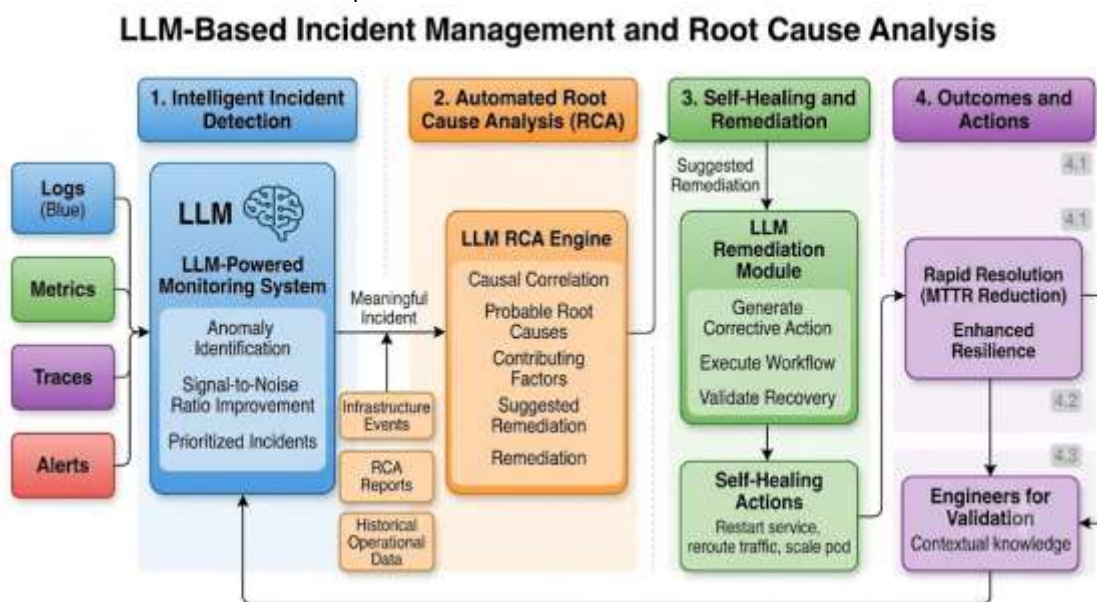 LLM-Based Incident Management and Root Cause Analysis
1. Intelligent Incident
Detection
2. Automated Root
Cause Analysis (RCA)
3. Self-Healing and
Remediation
4. Outcomes and
Actions
Logs
(Blue)
Metrics
Traces
Alerts
LLM
LLM-Powered
Monitoring System
Anomaly
Identification
Signal-to-Noise
Ratio Improvement
Prioritized Incidents
Meaningful
Incident
Infrastructure
Events
RCA
Reports
Historical
Operational
Data
LLM RCA Engine
Causal Correlation
Probable Root
Causes
Contributing
Factors
Suggested
Remediation
Remediation
Suggested
Remediation
LLM
Remediation
Module
Generate
Corrective Action
Execute Workflow
Validate Recovery
Self-Healing
Actions
Restart service,
reroute traffic, scale pod
4.1
4.1
Rapid Resolution
(MTTR Reduction)
Enhanced
Resilience
4.2
4.3
Engineers for
Validation
Contextual knowledge